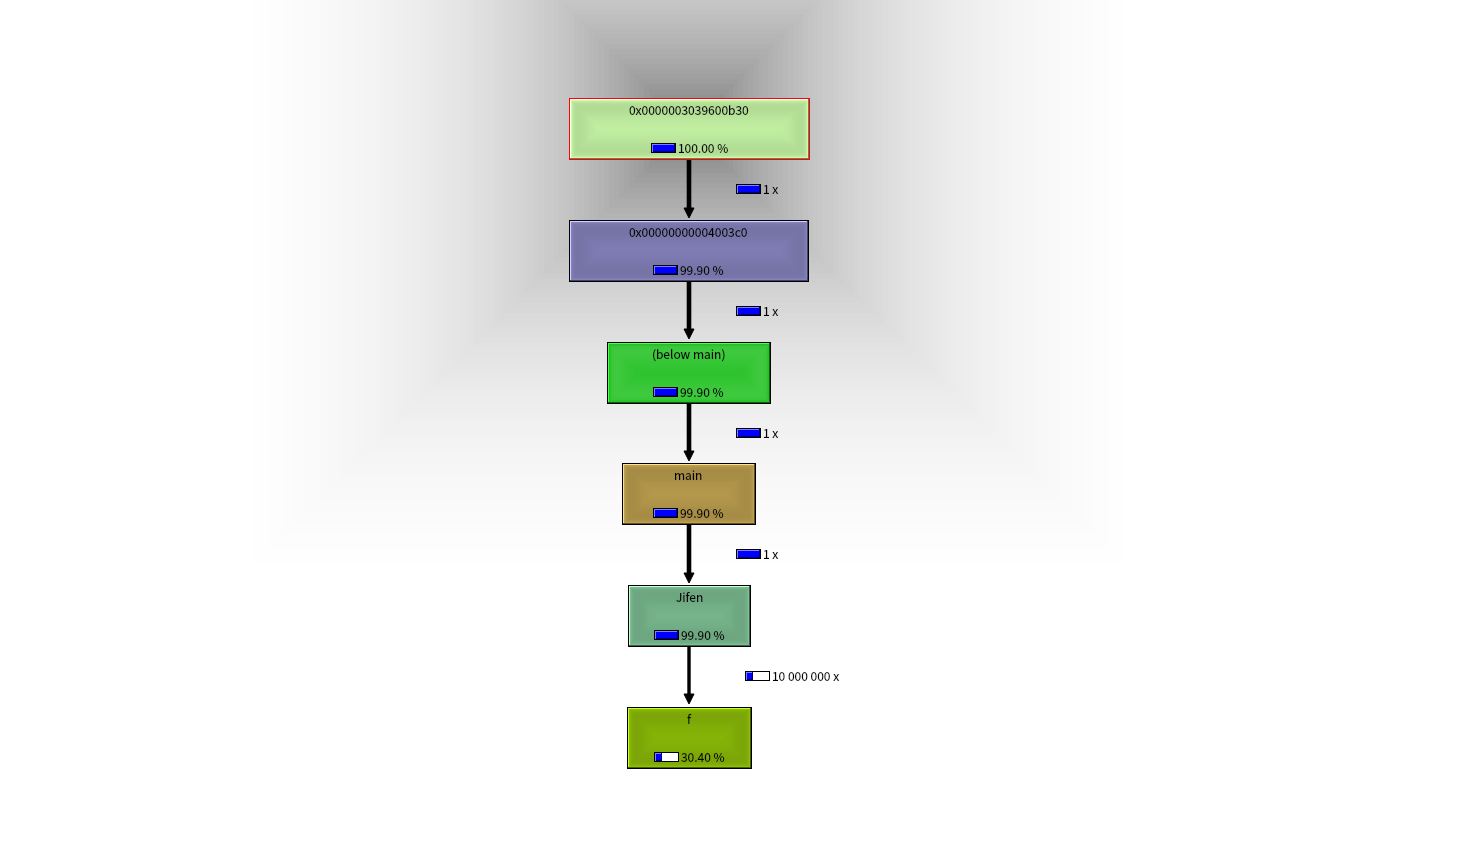 0x0000003039600b30
100.00 %
1 x
0x00000000004003c0
99.90 %
1 x
(below main)
99.90 %
1 x
main
99.90 %
1 x
Jifen
99.90 %
10 000 000 x
f
30.40 %